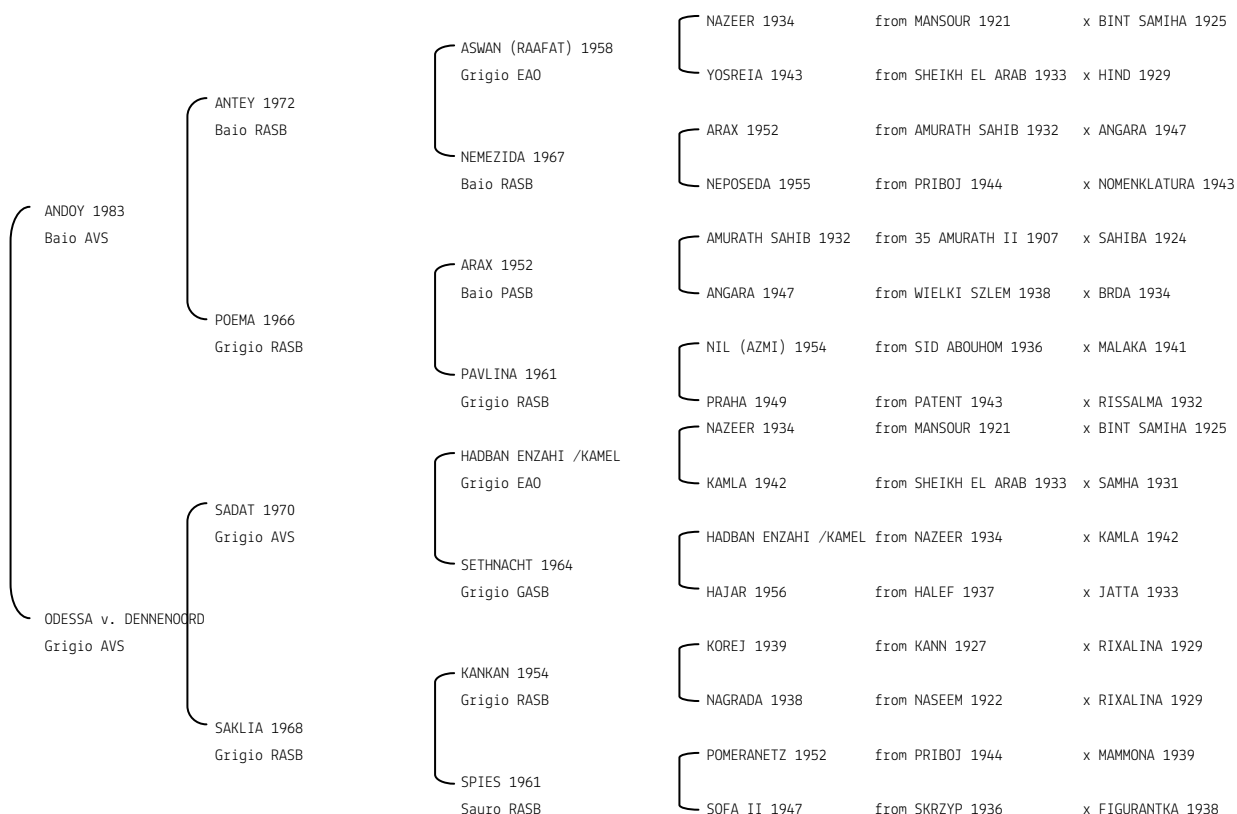 NAZEER 1934 from MANSOUR 1921 x BINT SAMIHA 1925
ASWAN (RAAFAT) 1958
Grigio EAO
YOSREIA 1943 from SHEIKH EL ARAB 1933 x HIND 1929
ANTEY 1972
Baio RASB
ARAX 1952 from AMURATH SAHIB 1932 x ANGARA 1947
NEMEZIDA 1967
Baio RASB
NEPOSEDA 1955 from PRIBOJ 1944 x NOMENKLATURA 1943
ANDOY 1983
Baio AVS
AMURATH SAHIB 1932 from 35 AMURATH II 1907 x SAHIBA 1924
ARAX 1952
Baio PASB
ANGARA 1947 from WIELKI SZLEM 1938 x BRDA 1934
POEMA 1966
Grigio RASB
NIL (AZMI) 1954 from SID ABOUHOM 1936 x MALAKA 1941
PAVLINA 1961
Grigio RASB
PRAHA 1949 from PATENT 1943 x RISSALMA 1932
NAZEER 1934 from MANSOUR 1921 x BINT SAMIHA 1925
HADBAN ENZAHI /KAMEL
Grigio EAO
KAMLA 1942 from SHEIKH EL ARAB 1933 x SAMHA 1931
SADAT 1970
Grigio AVS
HADBAN ENZAHI /KAMEL from NAZEER 1934 x KAMLA 1942
SETHNACHT 1964
Grigio GASB
HAJAR 1956 from HALEF 1937 x JATTA 1933
ODESSA v. DENNENOORD
Grigio AVS
KOREJ 1939 from KANN 1927 x RIXALINA 1929
KANKAN 1954
Grigio RASB
NAGRADA 1938 from NASEEM 1922 x RIXALINA 1929
SAKLIA 1968
Grigio RASB
POMERANETZ 1952 from PRIBOJ 1944 x MAMMONA 1939
SPIES 1961
Sauro RASB
SOFA II 1947 from SKRZYP 1936 x FIGURANTKA 1938